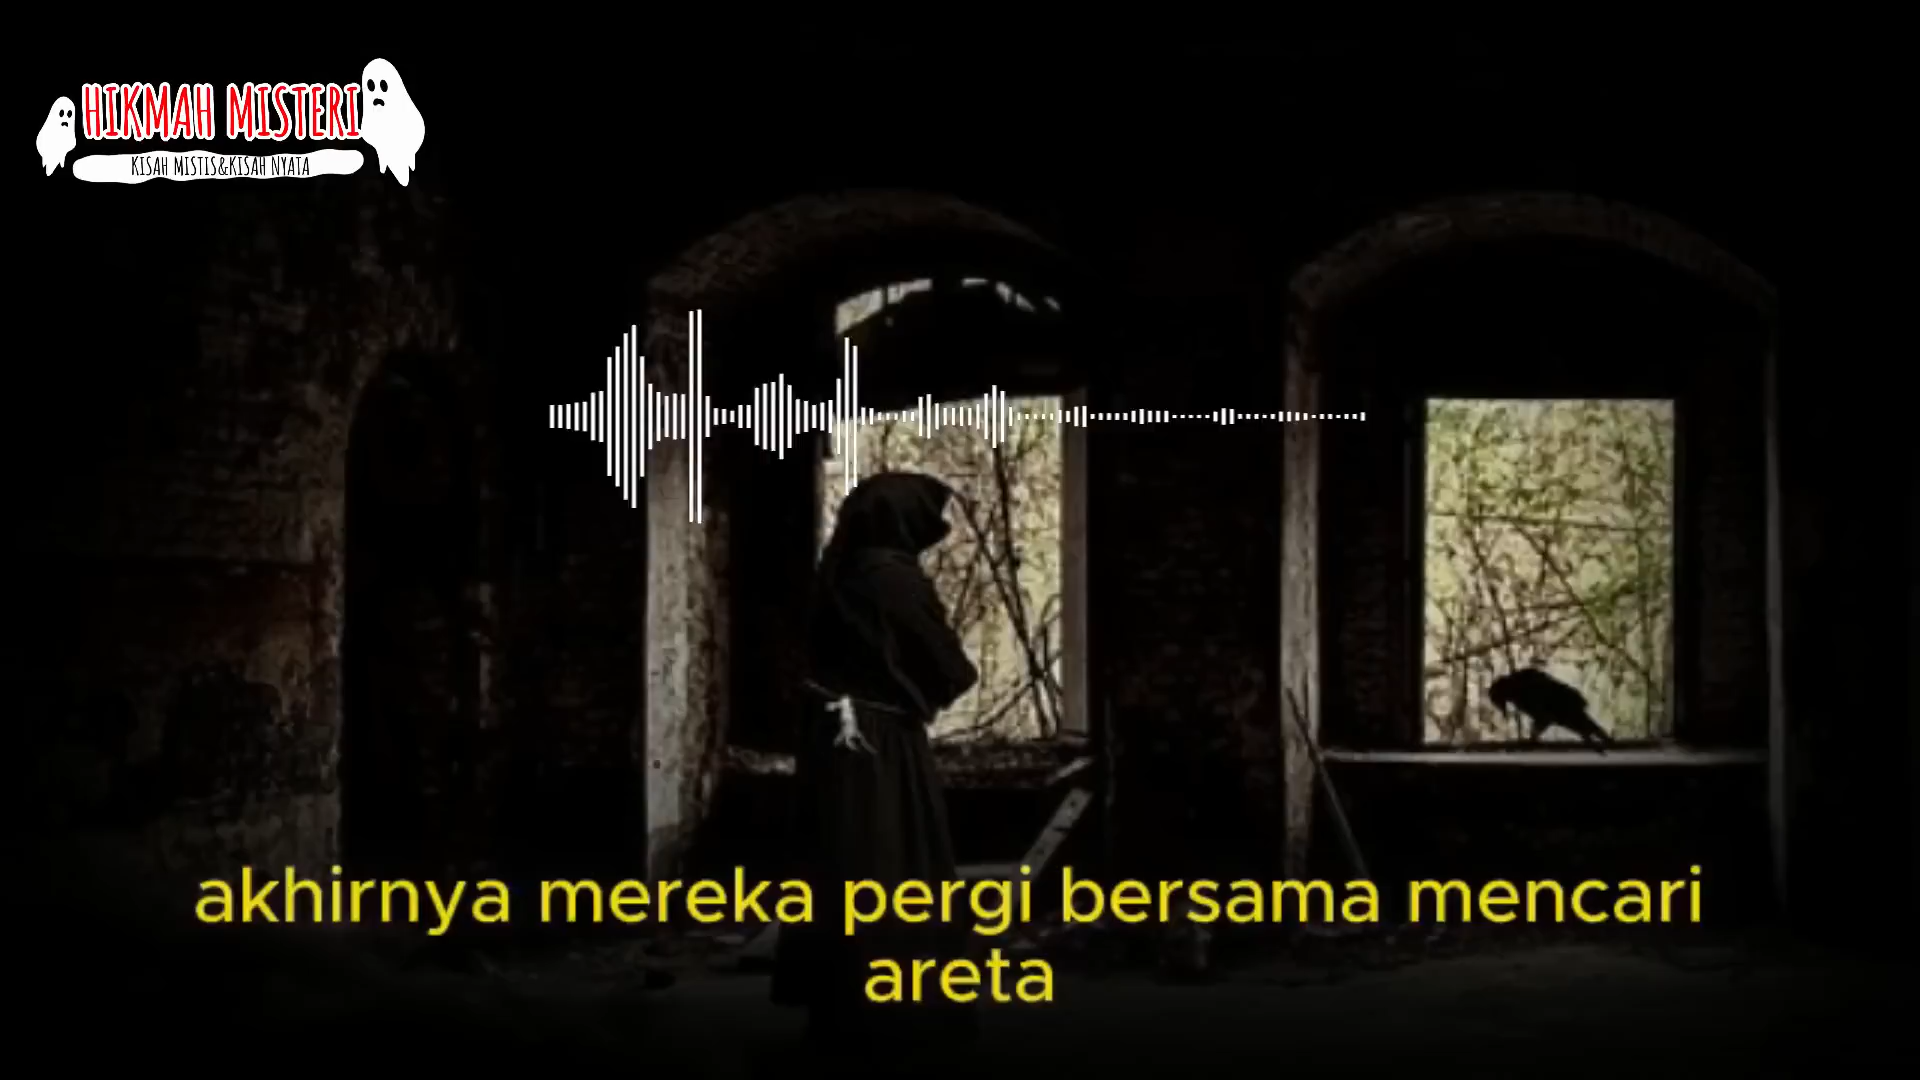 HIKMAH MISTERI
KISAH MISTIS&KISAH NYATA
akhirnya mereka pergi bersama mencari
areta